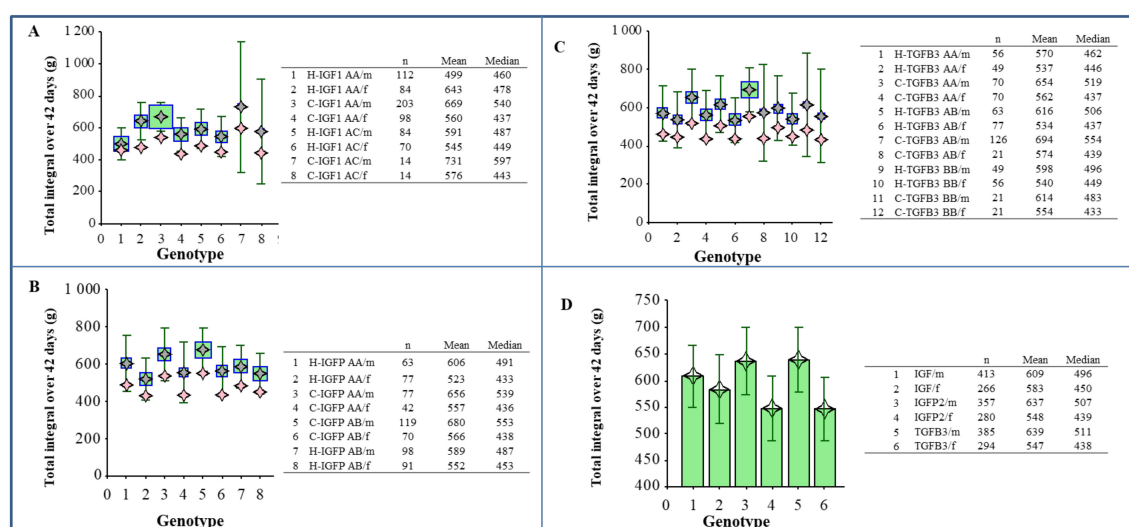 A
Total integral over 42 days (g)
1 200
1 000
800
600
400
200
0
0 1 2 3 4 5 6 7 8 9
Genotype
n Mean Median
1 H-IGF1 AA/m 112 499 460
2 H-IGF1 AA/f 84 643 478
3 C-IGF1 AA/m 203 669 540
4 C-IGF1 AA/f 98 560 437
5 H-IGF1 AC/m 84 591 487
6 H-IGF1 AC/f 70 545 449
7 C-IGF1 AC/m 14 731 597
8 C-IGF1 AC/f 14 576 443
B
Total integral over 42 days (g)
1 000
800
600
400
200
0
0 1 2 3 4 5 6 7 8
Genotype
n Mean Median
1 H-IGFP AA/m 63 606 491
2 H-IGFP AA/f 77 523 433
3 C-IGFP AA/m 77 656 539
4 C-IGFP AA/f 42 557 436
5 C-IGFP AB/m 119 680 553
6 C-IGFP AB/f 70 566 438
7 H-IGFP AB/m 98 589 487
8 H-IGFP AB/f 91 552 453
C
Total integral over 42 days (g)
1 000
800
600
400
200
0
0 2 4 6 8 10 12
Genotype
n Mean Median
1 H-TGFB3 AA/m 56 570 462
2 H-TGFB3 AA/f 49 537 446
3 C-TGFB3 AA/m 70 654 519
4 C-TGFB3 AA/f 70 562 437
5 H-TGFB3 AB/m 63 616 506
6 H-TGFB3 AB/f 77 534 437
7 C-TGFB3 AB/m 126 694 554
8 C-TGFB3 AB/f 21 574 439
9 H-TGFB3 BB/m 49 598 496
10 H-TGFB3 BB/f 56 540 449
11 C-TGFB3 BB/m 21 614 483
12 C-TGFB3 BB/f 21 554 433
D
Total integral over 42 days (g)
750
700
650
600
550
500
450
400
0 1 2 3 4 5 6
Genotype
n Mean Median
1 IGF/m 413 609 496
2 IGF/f 266 583 450
3 IGFP2/m 357 637 507
4 IGFP2/f 280 548 439
5 TGFB3/m 385 639 511
6 TGFB3/f 294 547 438